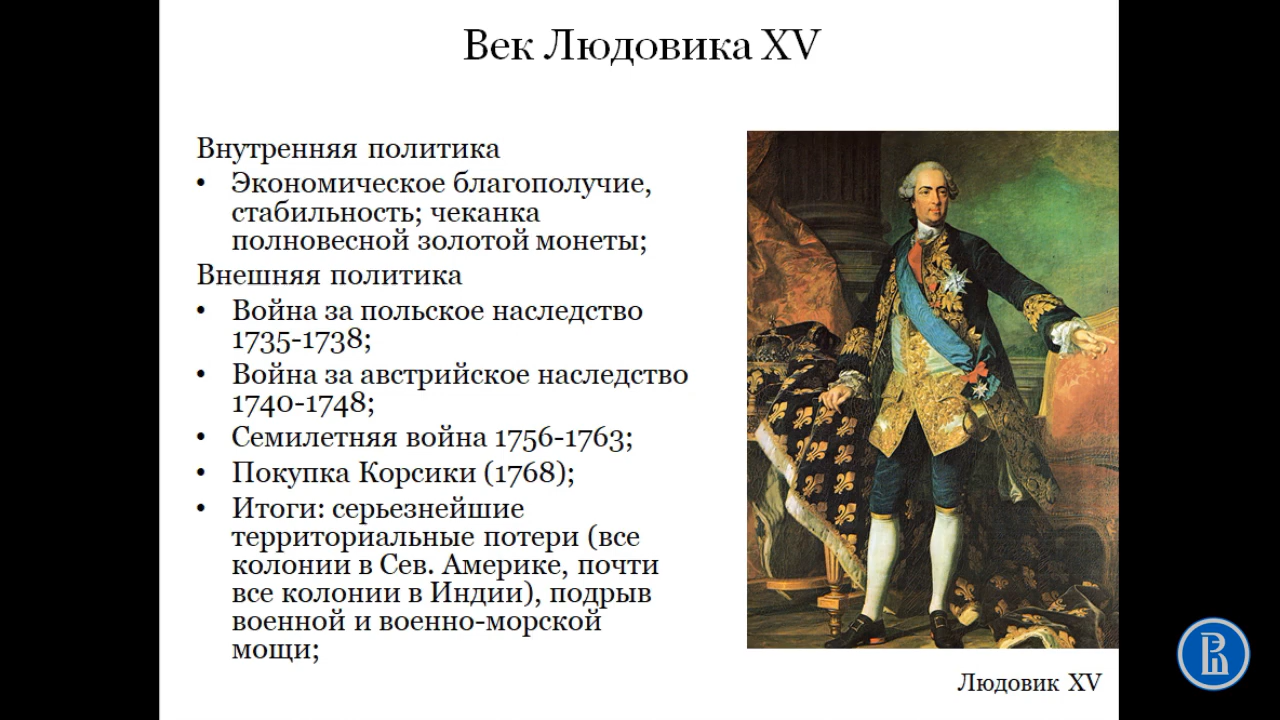 Век Людовика XV
Внутренняя политика
• Экономическое благополучие,
стабильность; чеканка
полновесной золотой монеты;
Внешняя политика
• Война за польское наследство
1735-1738;
• Война за австрийское наследство
1740-1748;
• Семилетняя война 1756-1763;
• Покупка Корсики (1768);
• Итоги: серьезнейшие
территориальные потери (все
колонии в Сев. Америке, почти
все колонии в Индии), подрыв
военной и военно-морской
мощи;
Людовик XV